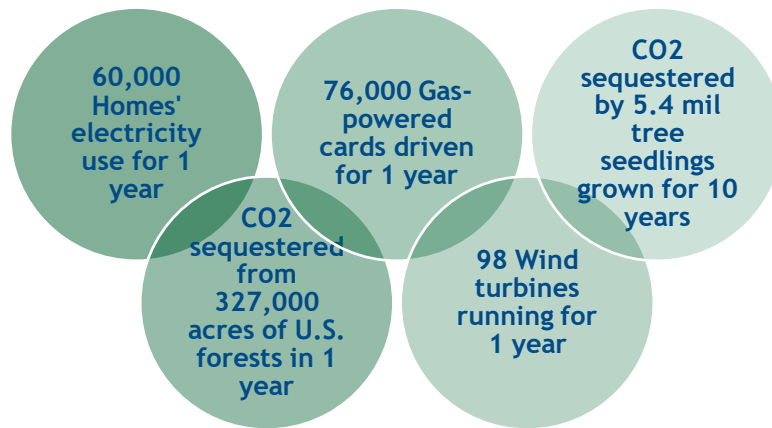 60,000
Homes'
electricity
use for 1
year
76,000 Gas-
powered
cards driven
for 1 year
CO2
sequestered
by 5.4 mil
tree
seedlings
grown for 10
years
CO2
sequestered
from
327,000
acres of U.S.
forests in 1
year
98 Wind
turbines
running for
1 year